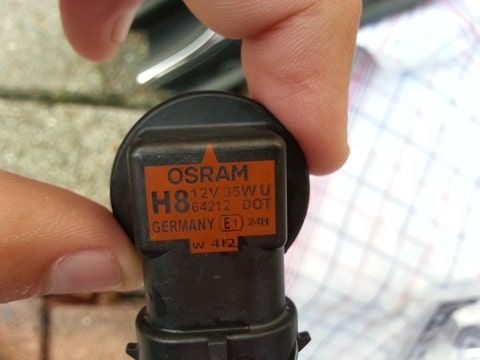 OSRAM
H8 12V 35W U
64212 DOT
GERMANY E1 24H
W 412